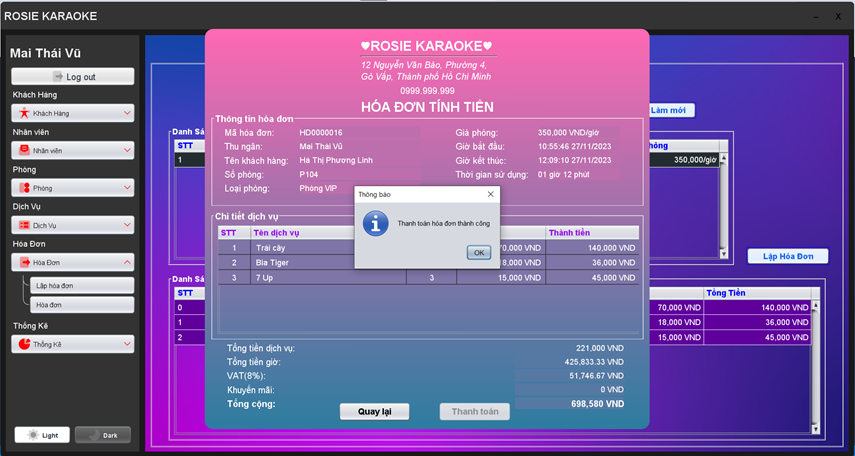 ROSIE KARAOKE
– X
Mai Thái Vũ
Log out
Khách Hàng
Khách Hàng
Nhân viên
Nhân viên
Phòng
Phòng
Dịch Vụ
Dịch Vụ
Hóa Đơn
Hóa Đơn
Lập hóa đơn
Hóa đơn
Thống Kê
Thống Kê
Light
Dark
♥ROSIE KARAOKE♥
12 Nguyễn Văn Bảo, Phường 4,
Gò Vấp, Thành phố Hồ Chí Minh
0999.999.999
HÓA ĐƠN TÍNH TIỀN
Thông tin hóa đơn
Mã hóa đơn: HD0000016 Giá phòng: 350,000 VND/giờ
Thu ngân: Mai Thái Vũ Giờ bắt đầu: 10:55:46 27/11/2023
Tên khách hàng: Hà Thị Phương Linh Giờ kết thúc: 12:09:10 27/11/2023
Số phòng: P104 Thời gian sử dụng: 01 giờ 12 phút
Loại phòng: Phòng VIP
Thông báo
Thanh toán hóa đơn thành công
OK
Chi tiết dịch vụ
STT Tên dịch vụ Thành tiền
1 Trái cây 70,000 VND 140,000 VND
2 Bia Tiger 8,000 VND 36,000 VND
3 7 Up 3 15,000 VND 45,000 VND
Tổng tiền dịch vụ: 221,000 VND
Tổng tiền giờ: 425,833.33 VND
VAT(8%): 51,746.67 VND
Khuyến mãi: 0 VND
Tổng cộng: 698,580 VND
Quay lại
Thanh toán
Làm mới
Danh Sá
STT
1 350,000/giờ
Lập Hóa Đơn
Danh Sá
STT Tổng Tiền
0 70,000 VND 140,000 VND
1 18,000 VND 36,000 VND
2 15,000 VND 45,000 VND